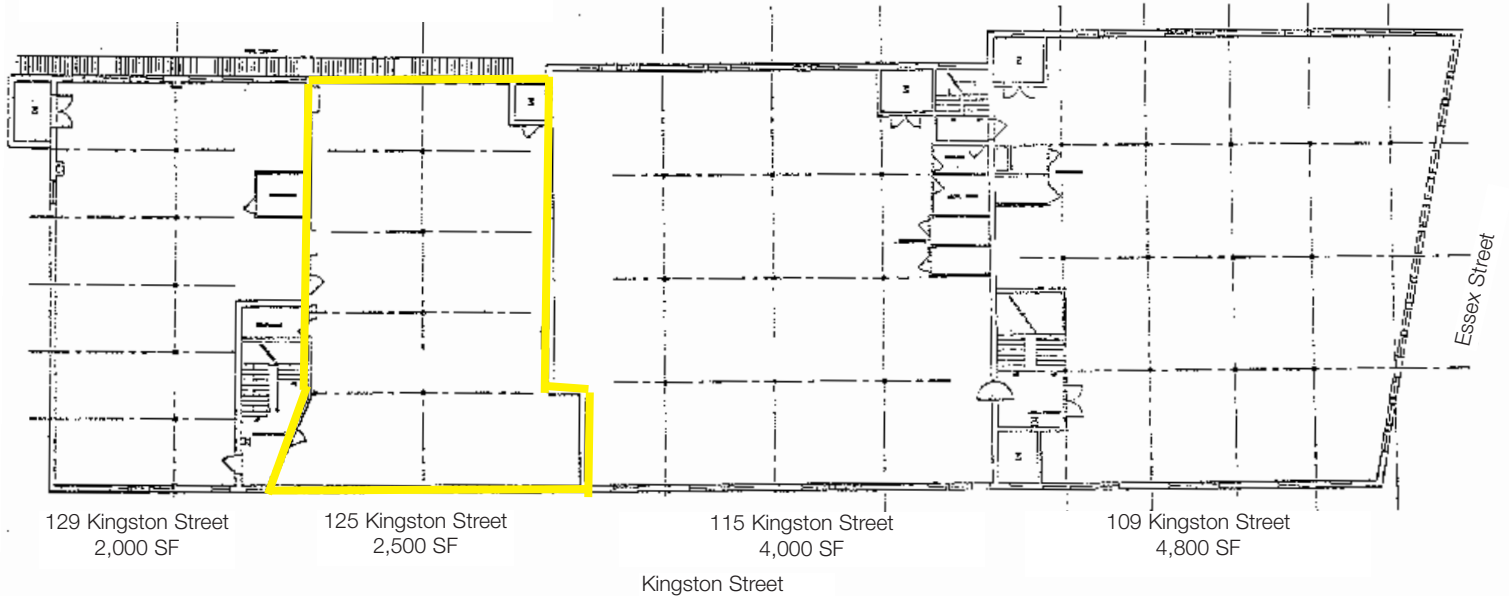 Essex Street
129 Kingston Street
2,000 SF
125 Kingston Street
2,500 SF
115 Kingston Street
4,000 SF
109 Kingston Street
4,800 SF
Kingston Street